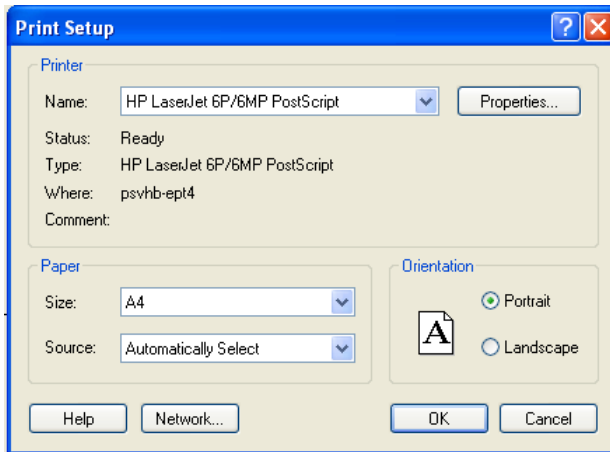 Print Setup
Printer
Name: HP LaserJet 6P/6MP PostScript Properties...
Status: Ready
Type: HP LaserJet 6P/6MP PostScript
Where: psvhb-ept4
Comment:
Paper Orientation
Size: A4 Portrait
A
Source: Automatically Select Landscape
Help Network... OK Cancel